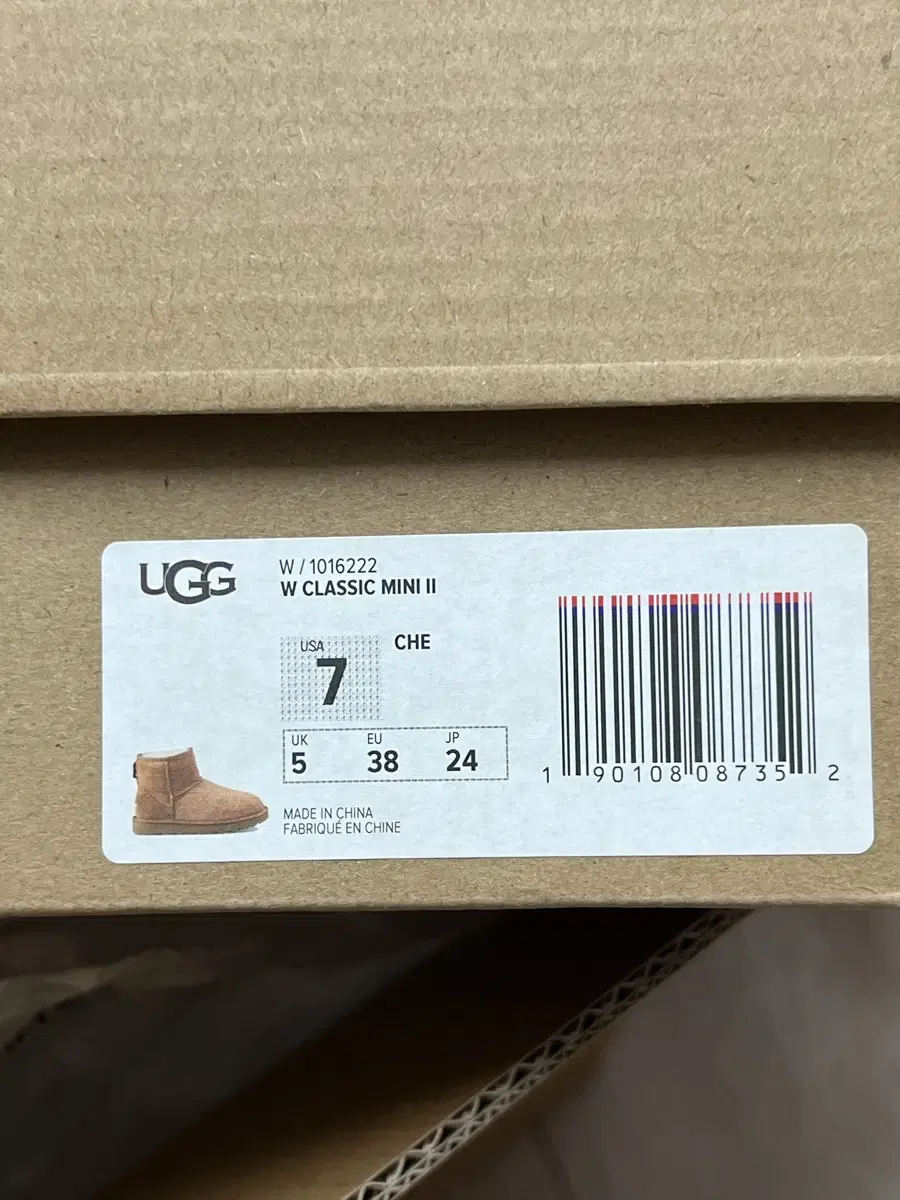 UGG
W / 1016222
W CLASSIC MINI II
USA
7
CHE
UK
5
EU
38
JP
24
MADE IN CHINA
FABRIQUÉ EN CHINE
1 90108 08735 2